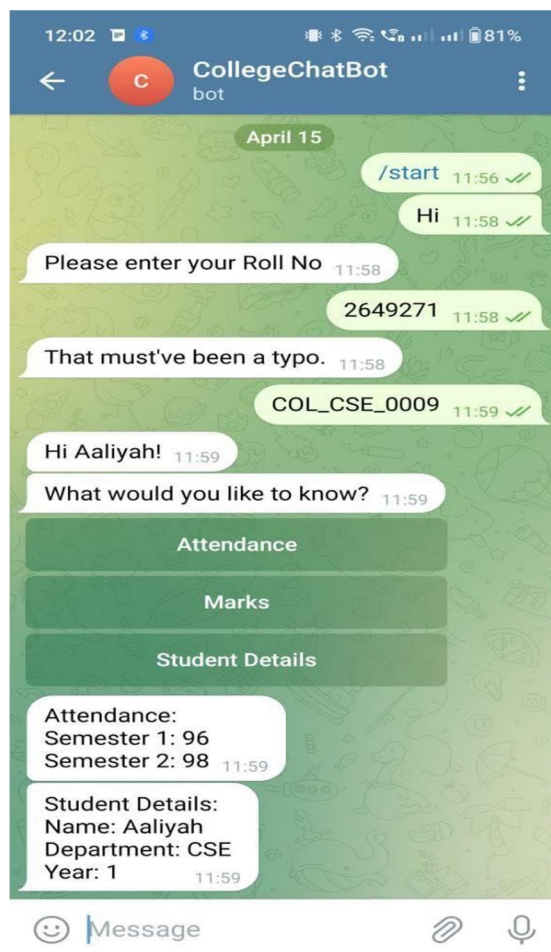 12:02 81%
C CollegeChatBot
bot
April 15
/start 11:56
Hi 11:58
Please enter your Roll No 11:58
2649271 11:58
That must've been a typo. 11:58
COL_CSE_0009 11:59
Hi Aaliyah! 11:59
What would you like to know? 11:59
Attendance
Marks
Student Details
Attendance:
Semester 1: 96
Semester 2: 98 11:59
Student Details:
Name: Aaliyah
Department: CSE
Year: 1 11:59
Message